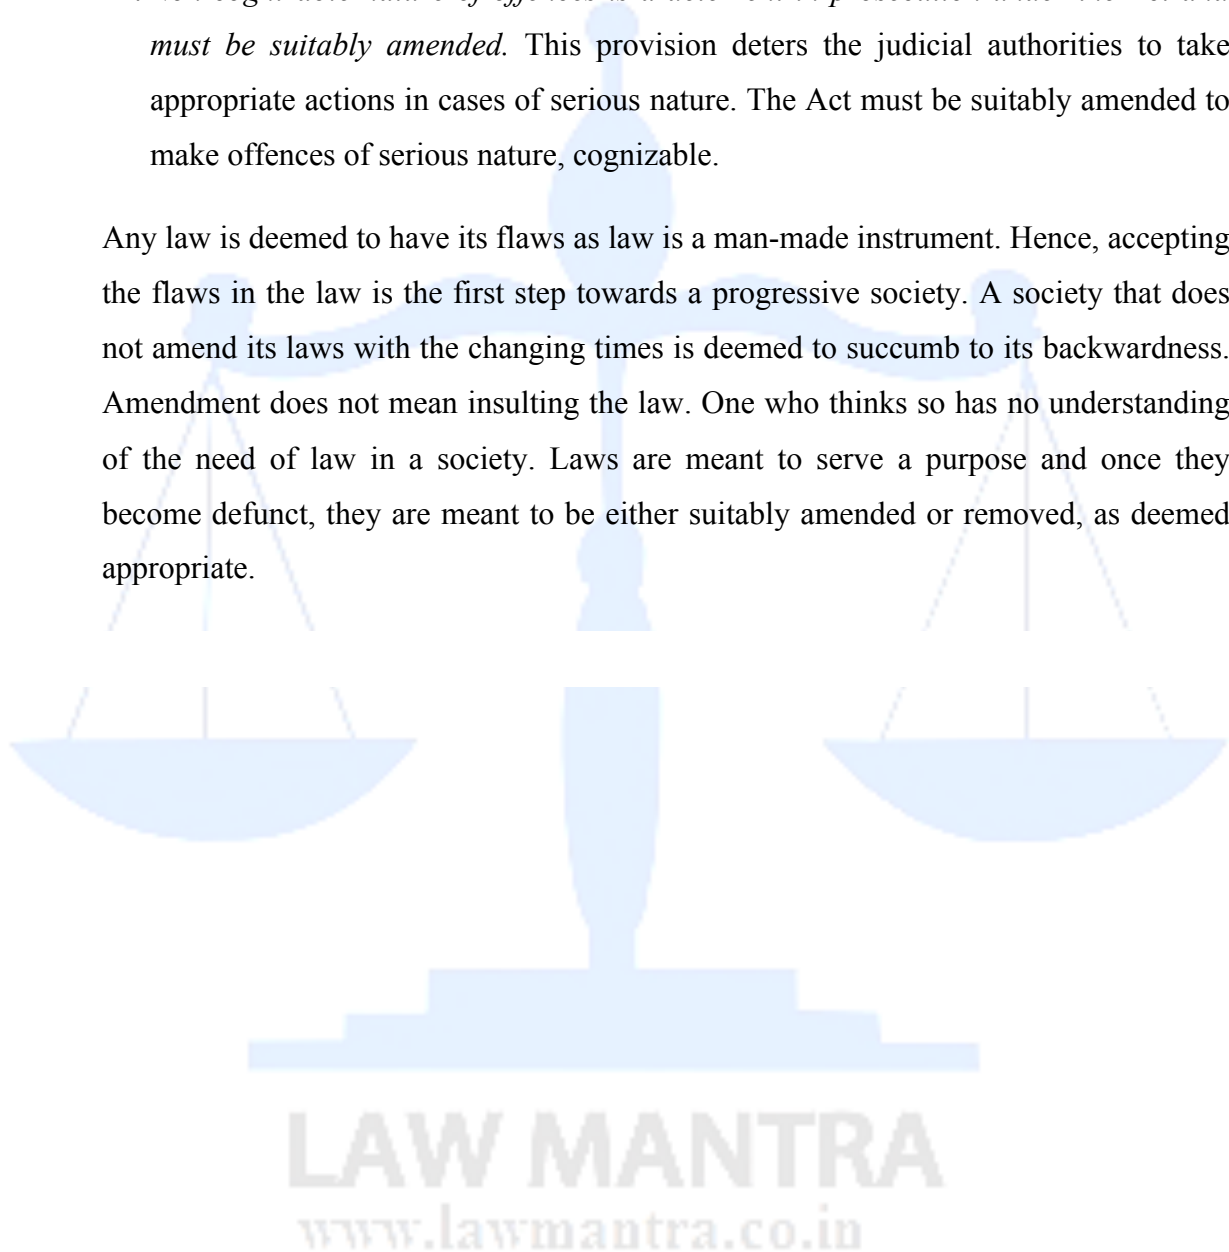 must be suitably amended. This provision deters the judicial authorities to take
appropriate actions in cases of serious nature. The Act must be suitably amended to
make offences of serious nature, cognizable.
Any law is deemed to have its flaws as law is a man-made instrument. Hence, accepting
the flaws in the law is the first step towards a progressive society. A society that does
not amend its laws with the changing times is deemed to succumb to its backwardness.
Amendment does not mean insulting the law. One who thinks so has no understanding
of the need of law in a society. Laws are meant to serve a purpose and once they
become defunct, they are meant to be either suitably amended or removed, as deemed
appropriate.
LAW MANTRA
www.lawmantra.co.in